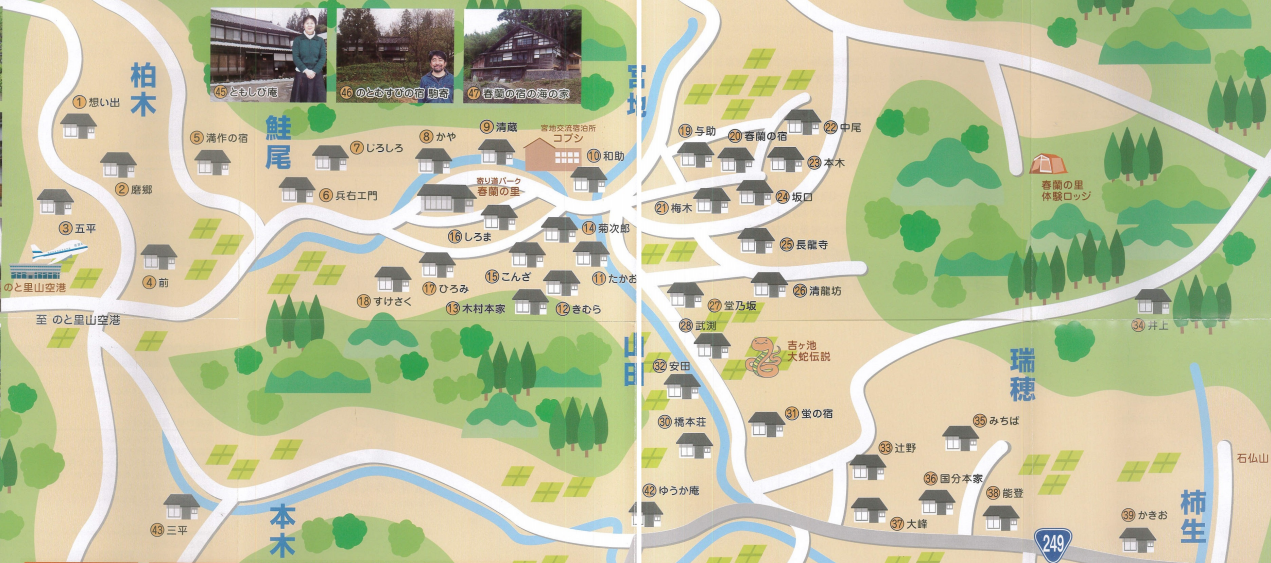 ㊺ともしび庵
㊻のとむすびの宿 駒寄
㊼春蘭の宿の海の家
柏木
①想い出
②磨郷
③五平
④前
のと里山空港
至 のと里山空港
⑤満作の宿
鮭尾
⑥兵右エ門
⑦じろしろ
⑧かや
⑨清蔵
宮地交流宿泊所
コブシ
⑩和助
寄り道パーク
春蘭の里
⑭菊次郎
⑯しろま
⑮こんざ
⑪たかお
⑰ひろみ
⑱すけさく
⑬木村本家
⑫きむら
宮地
⑲与助
⑳春蘭の宿
㉒中尾
㉓本木
㉔坂口
㉑梅木
㉕長龍寺
㉖清龍坊
㉗堂乃坂
㉘武渕
春蘭の里
体験ロッジ
㉞井上
山田
吉ヶ池
大蛇伝説
㉜安田
㉛蛍の宿
㉚橋本荘
瑞穂
㉟みちば
㉝辻野
㊱国分本家
㊳能登
㊲大峰
㊷ゆうか庵
㊴かきお
柿生
石仏山
249
㊸三平
本木